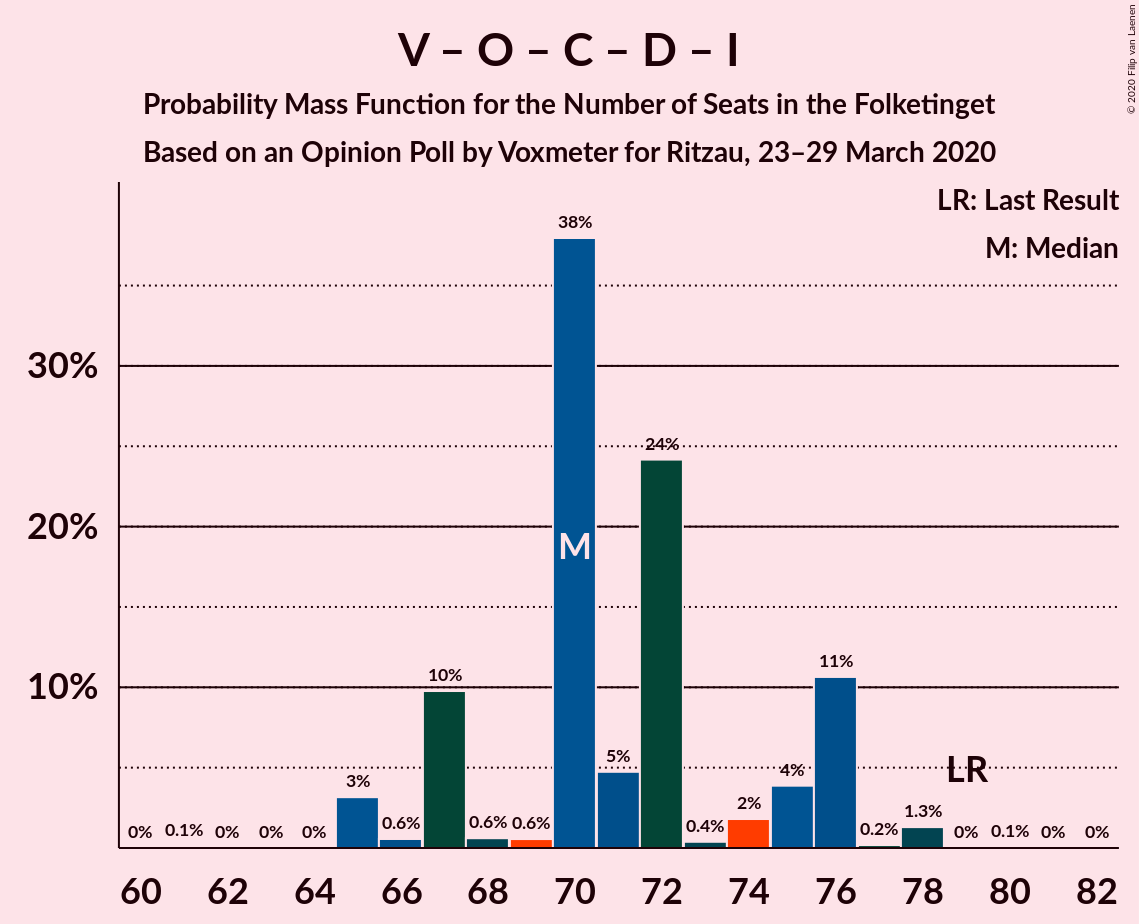 V – O – C – D – I
Probability Mass Function for the Number of Seats in the Folketinget
Based on an Opinion Poll by Voxmeter for Ritzau, 23–29 March 2020
© 2020 Filip van Laenen
LR: Last Result
M: Median
38%
30%
24%
20%
M
10%
10%
11%
5%
LR
3%
4%
2%
1.3%
0%
0.1%
0%
0%
0%
0.6%
0.6%
0.6%
0.4%
0.2%
0%
0.1%
0%
0%
60 62 64 66 68 70 72 74 76 78 80 82